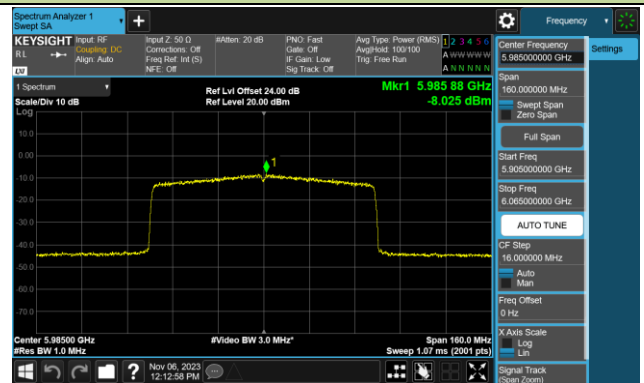 Spectrum Analyzer 1
Swept SA
Frequency
KEYSIGHT
Input: RF
Coupling: DC
Align: Auto
Input Z: 50 Ω
Corrections: Off
Freq Ref: Int (S)
NFE: Off
#Atten: 20 dB
PNO: Fast
Gate: Off
IF Gain: Low
Sig Track: Off
Avg Type: Power (RMS)
Avg|Hold: 100/100
Trig: Free Run
1 2 3 4 5 6
A W W W W W
A N N N N N
R L
LXI
1 Spectrum
Scale/Div 10 dB
Log
Ref Lvl Offset 24.00 dB
Ref Level 20.00 dBm
Mkr1 5.985 88 GHz
-8.025 dBm
10.0
0.00
-10.0
-20.0
-30.0
-40.0
-50.0
-60.0
-70.0
1
Center 5.98500 GHz
#Res BW 1.0 MHz
#Video BW 3.0 MHz*
Span 160.0 MHz
Sweep 1.07 ms (2001 pts)
Nov 06, 2023
12:12:58 PM
?
Center Frequency
5.985000000 GHz
Settings
Span
160.000000 MHz
Swept Span
Zero Span
Full Span
Start Freq
5.905000000 GHz
Stop Freq
6.065000000 GHz
AUTO TUNE
CF Step
16.000000 MHz
Auto
Man
Freq Offset
0 Hz
X Axis Scale
Log
Lin
Signal Track
(Span Zoom)